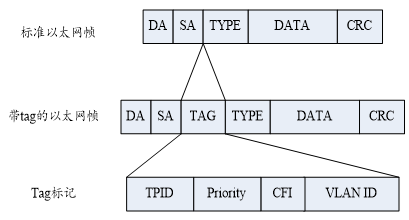 标准以太网帧 DA SA TYPE DATA CRC
带tag的以太网帧 DA SA TAG TYPE DATA CRC
Tag标记 TPID Priority CFI VLAN ID